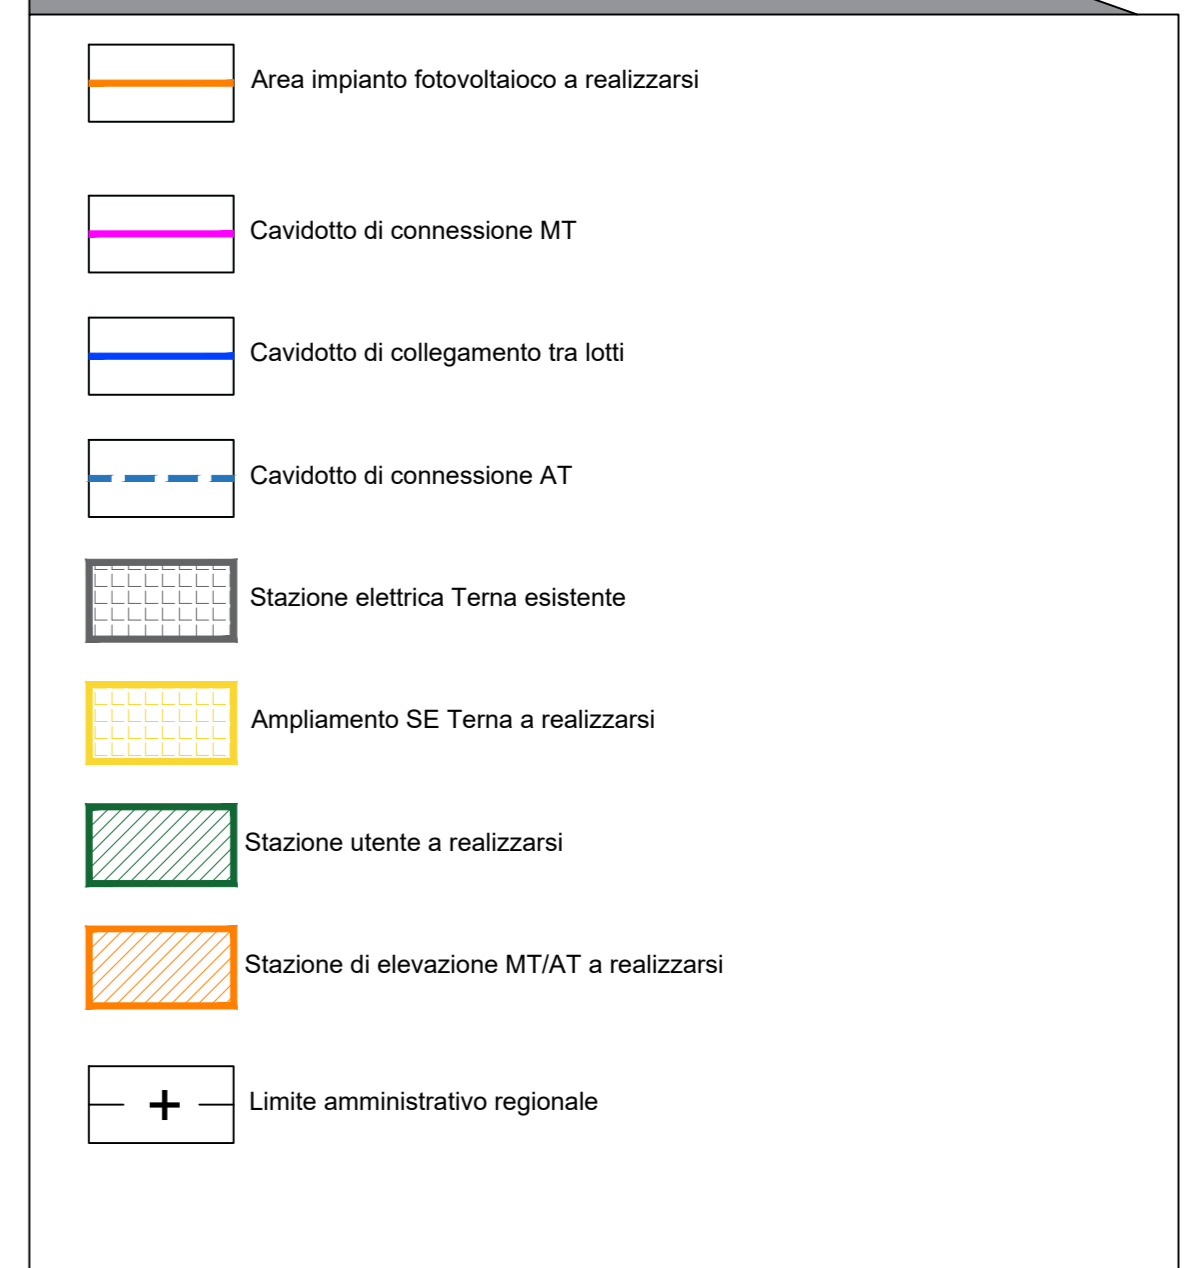 Area impianto fotovoltaioco a realizzarsi
Cavidotto di connessione MT
Cavidotto di collegamento tra lotti
Cavidotto di connessione AT
Stazione elettrica Terna esistente
Ampliamento SE Terna a realizzarsi
Stazione utente a realizzarsi
Stazione di elevazione MT/AT a realizzarsi
Limite amministrativo regionale